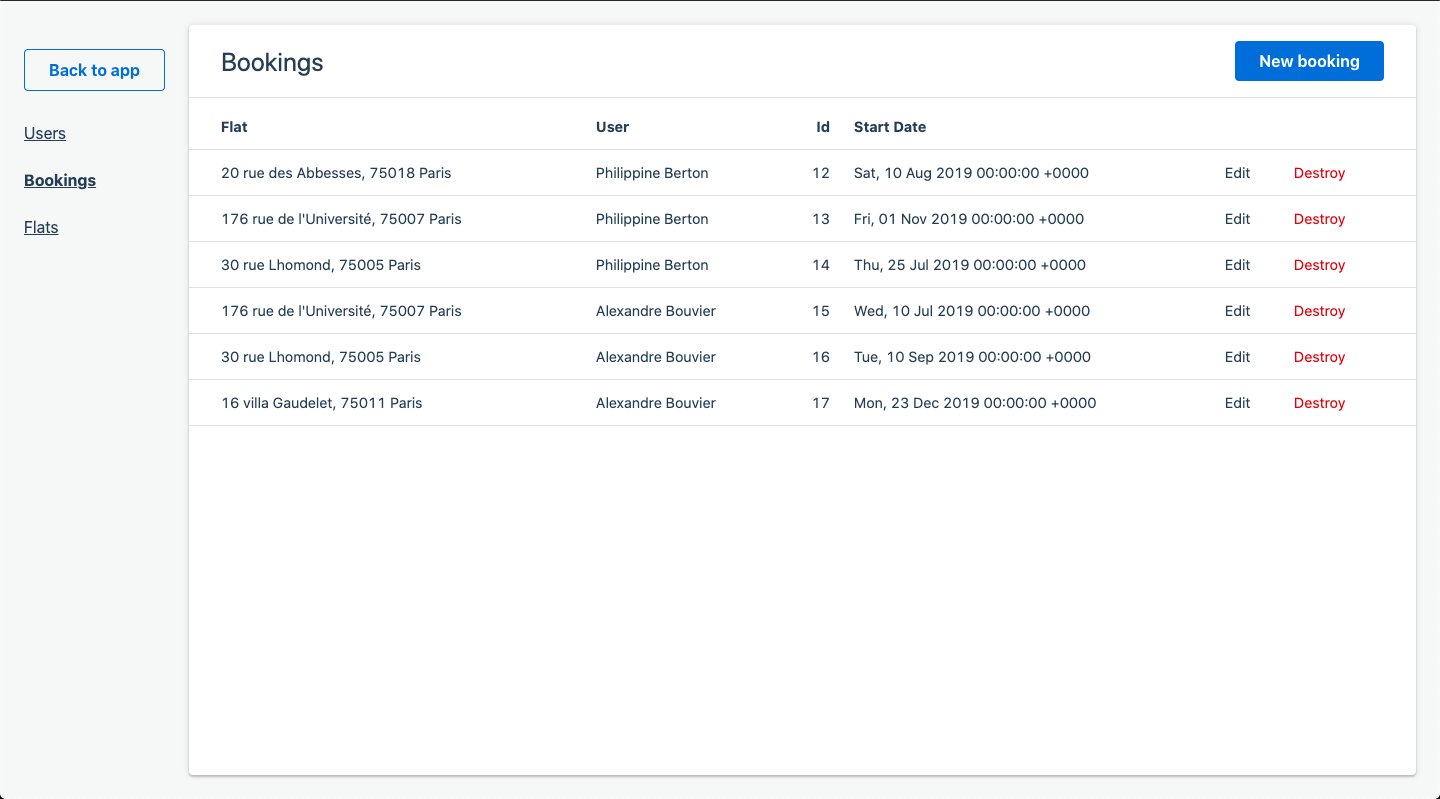 Back to app
Users
Bookings
Flats
Bookings
New booking
Flat User Id Start Date
20 rue des Abbesses, 75018 Paris Philippine Berton 12 Sat, 10 Aug 2019 00:00:00 +0000 Edit Destroy
176 rue de l'Université, 75007 Paris Philippine Berton 13 Fri, 01 Nov 2019 00:00:00 +0000 Edit Destroy
30 rue Lhomond, 75005 Paris Philippine Berton 14 Thu, 25 Jul 2019 00:00:00 +0000 Edit Destroy
176 rue de l'Université, 75007 Paris Alexandre Bouvier 15 Wed, 10 Jul 2019 00:00:00 +0000 Edit Destroy
30 rue Lhomond, 75005 Paris Alexandre Bouvier 16 Tue, 10 Sep 2019 00:00:00 +0000 Edit Destroy
16 villa Gaudelet, 75011 Paris Alexandre Bouvier 17 Mon, 23 Dec 2019 00:00:00 +0000 Edit Destroy